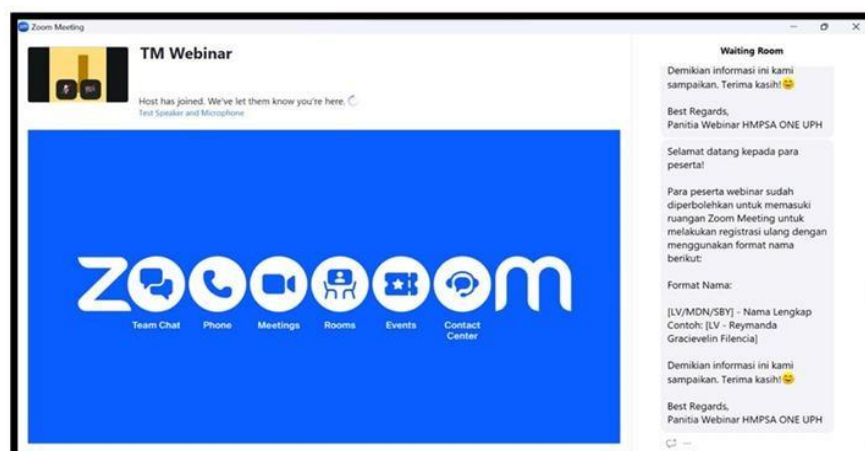 Zoom Meeting
TM Webinar
Host has joined. We've let them know you're here.
Test Speaker and Microphone
ZOOOOOOM
Team Chat
Phone
Meetings
Rooms
Events
Contact
Center
Waiting Room
Demikian informasi ini kami
sampaikan. Terima kasih!😄
Best Regards,
Panitia Webinar HMPSA ONE UPH
Selamat datang kepada para
peserta!
Para peserta webinar sudah
diperbolehkan untuk memasuki
ruangan Zoom Meeting untuk
melakukan registrasi ulang dengan
menggunakan format nama
berikut:
Format Nama:
[LV/MDN/SBY] - Nama Lengkap
Contoh: [LV - Reymanda
Gracievelin Filencia]
Demikian informasi ini kami
sampaikan. Terima kasih!😄
Best Regards,
Panitia Webinar HMPSA ONE UPH